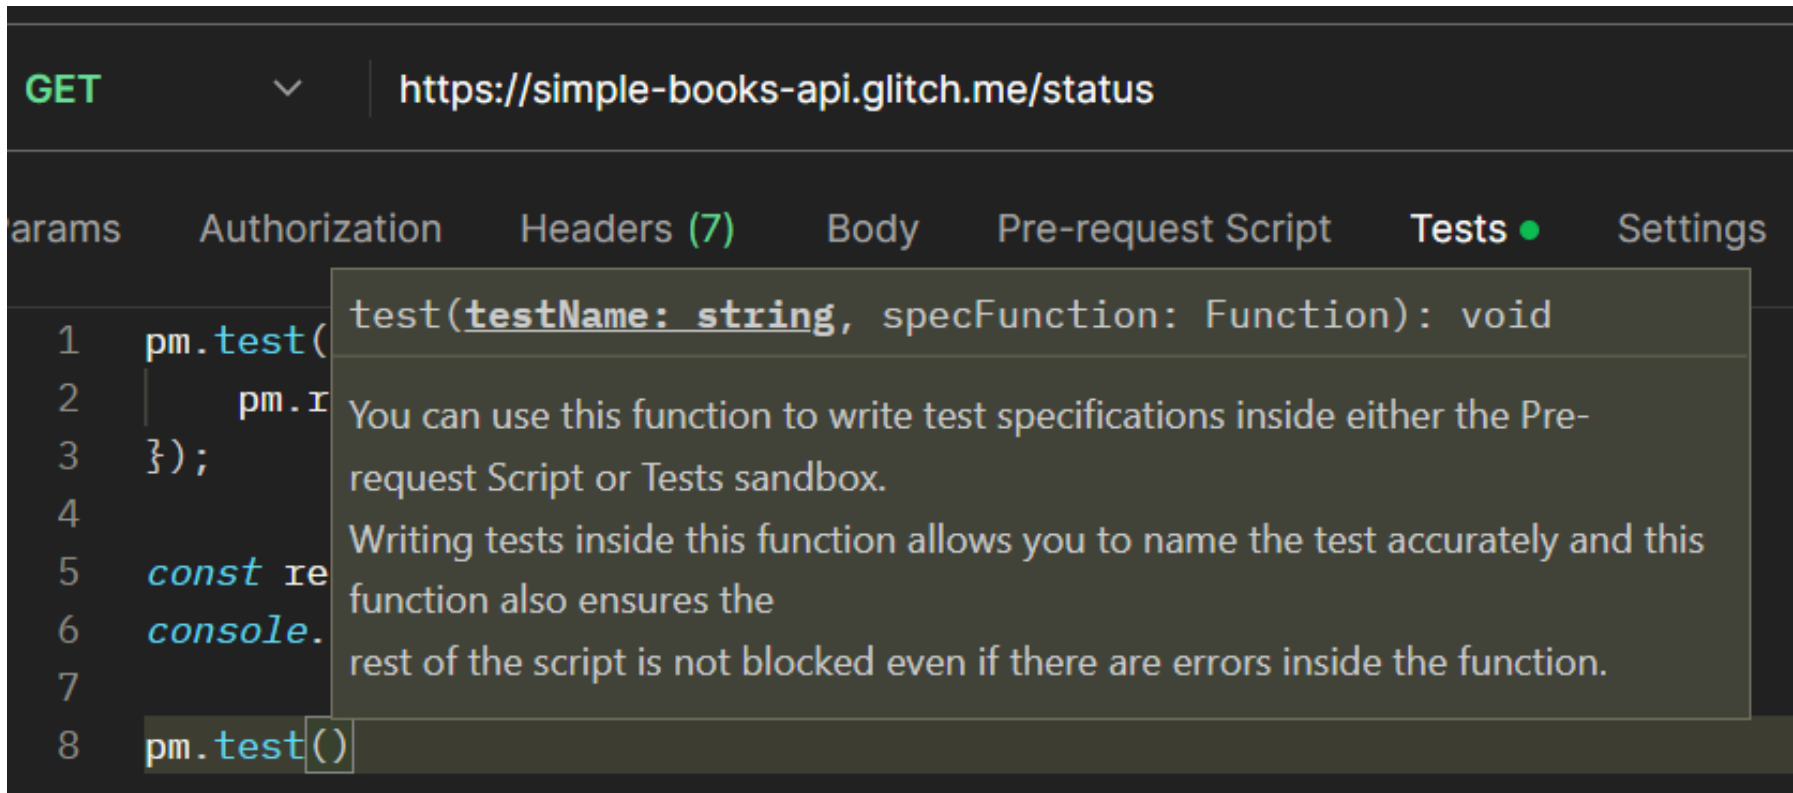 GET https://simple-books-api.glitch.me/status
Params Authorization Headers (7) Body Pre-request Script Tests Settings
test(testName: string, specFunction: Function): void
You can use this function to write test specifications inside either the Pre-
request Script or Tests sandbox.
Writing tests inside this function allows you to name the test accurately and this
function also ensures the
rest of the script is not blocked even if there are errors inside the function.
1 pm.test(
2 pm.r
3 });
4
5 const re
6 console.
7
8 pm.test()